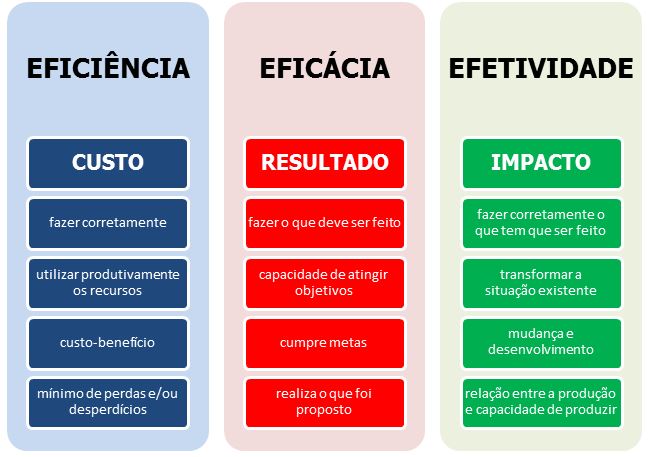 EFICIÊNCIA
CUSTO
fazer corretamente
utilizar produtivamente
os recursos
custo-benefício
mínimo de perdas e/ou
desperdícios
EFICÁCIA
RESULTADO
fazer o que deve ser feito
capacidade de atingir
objetivos
cumpre metas
realiza o que foi
proposto
EFETIVIDADE
IMPACTO
fazer corretamente o
que tem que ser feito
transformar a
situação existente
mudança e
desenvolvimento
relação entre a produção
e capacidade de produzir